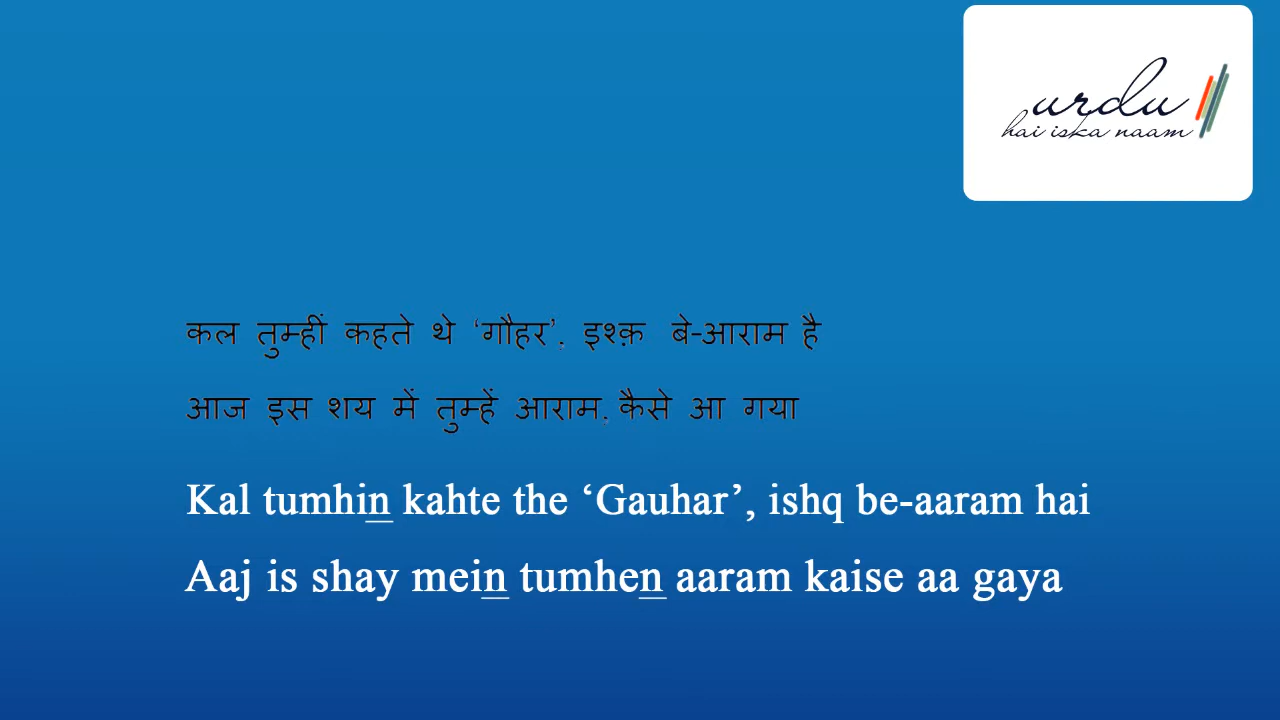 urdu
hai iska naam
कल तुम्हीं कहते थे ‘गौहर’, इश्क़ बे-आराम है
आज इस शय में तुम्हें आराम, कैसे आ गया
Kal tumhin kahte the ‘Gauhar’, ishq be-aaram hai
Aaj is shay mein tumhen aaram kaise aa gaya